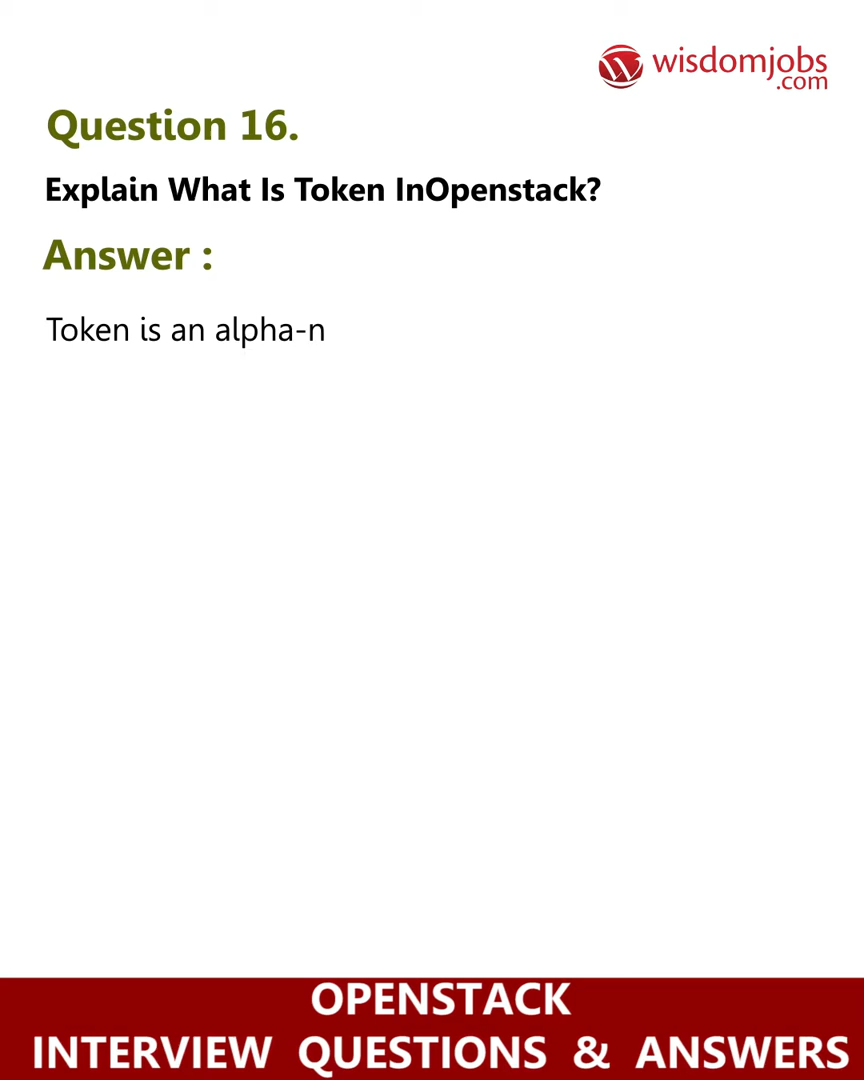 wisdomjobs
.com
Question 16.
Explain What Is Token InOpenstack?
Answer :
Token is an alpha-n
OPENSTACK
INTERVIEW QUESTIONS & ANSWERS